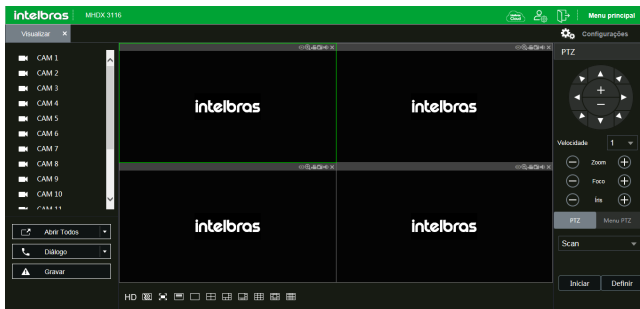 intelbras MHDX 3116 Menu principal
Visualizar × Configurações
CAM 1
CAM 2
CAM 3
CAM 4
CAM 5
CAM 6
CAM 7
CAM 8
CAM 9
CAM 10
CAM 11
Abrir Todos
Diálogo
Gravar
intelbras
intelbras
intelbras
intelbras
HD
PTZ
Velocidade 1
Zoom
Foco
Íris
PTZ Menu PTZ
Scan
Iniciar Definir